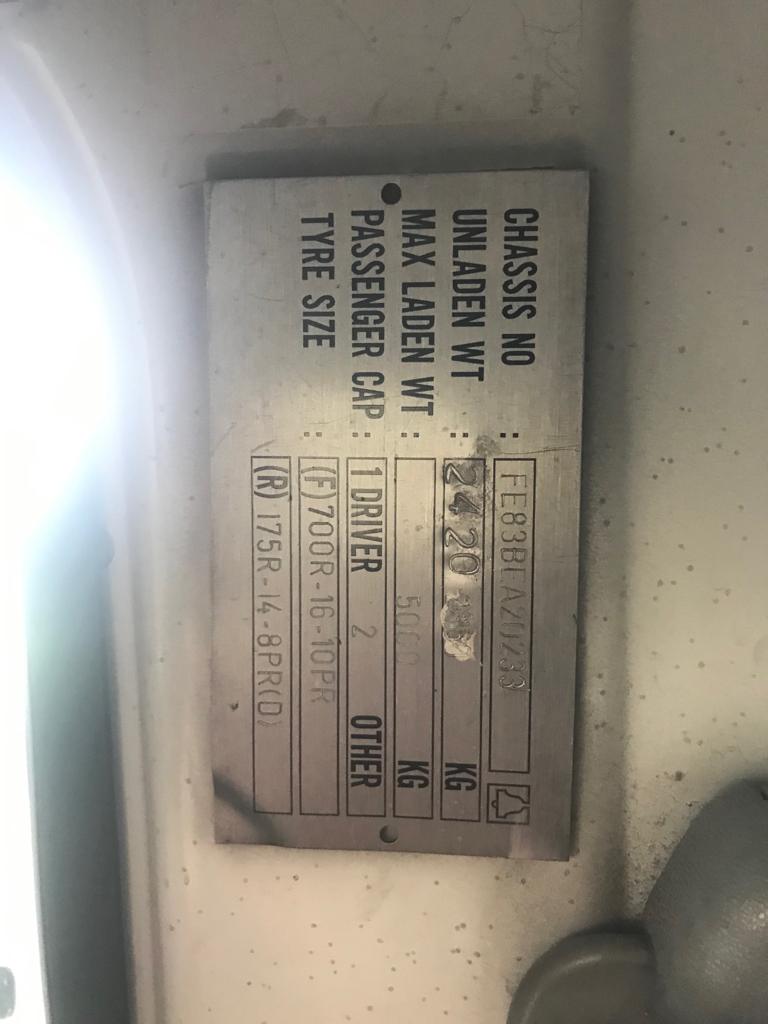 CHASSIS NO : FE83BEA20233
UNLADEN WT : 2420 KG
MAX LADEN WT : 5000 KG
PASSENGER CAP : 1 DRIVER 2 OTHER
TYRE SIZE : (F)700R-16-10PR
(R) 175R-14-8PR(D)